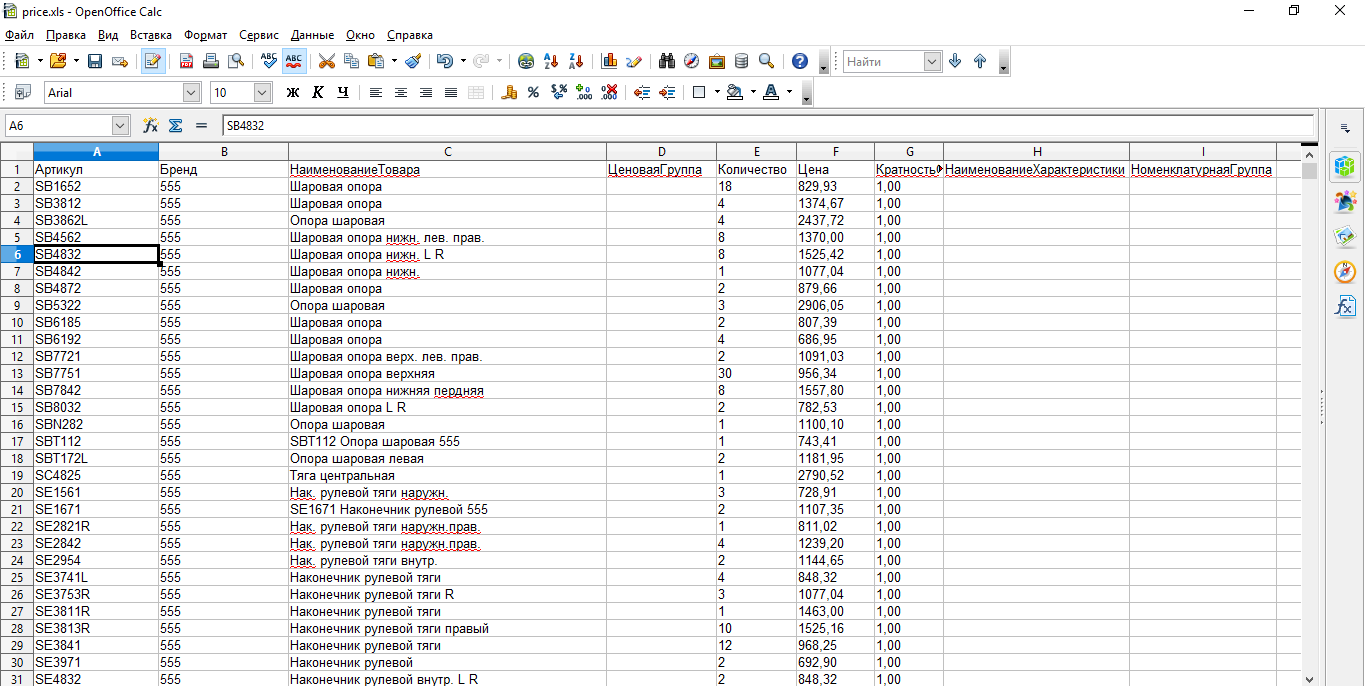 price.xls - OpenOffice Calc
Файл Правка Вид Вставка Формат Сервис Данные Окно Справка
Найти
Arial 10 Ж К Ч
A6 SB4832
A B C D E F G H I
1 Артикул Бренд НаименованиеТовара ЦеноваяГруппа Количество Цена Кратность НаименованиеХарактеристики НоменклатурнаяГруппа
2 SB1652 555 Шаровая опора 18 829,93 1,00
3 SB3812 555 Шаровая опора 4 1374,67 1,00
4 SB3862L 555 Опора шаровая 4 2437,72 1,00
5 SB4562 555 Шаровая опора нижн. лев. прав. 8 1370,00 1,00
6 SB4832 555 Шаровая опора нижн. L R 8 1525,42 1,00
7 SB4842 555 Шаровая опора нижн. 1 1077,04 1,00
8 SB4872 555 Шаровая опора 2 879,66 1,00
9 SB5322 555 Опора шаровая 3 2906,05 1,00
10 SB6185 555 Шаровая опора 2 807,39 1,00
11 SB6192 555 Шаровая опора 4 686,95 1,00
12 SB7721 555 Шаровая опора верх. лев. прав. 2 1091,03 1,00
13 SB7751 555 Шаровая опора верхняя 30 956,34 1,00
14 SB7842 555 Шаровая опора нижняя пердняя 8 1557,80 1,00
15 SB8032 555 Шаровая опора L R 2 782,53 1,00
16 SBN282 555 Опора шаровая 1 1100,10 1,00
17 SBT112 555 SBT112 Опора шаровая 555 1 743,41 1,00
18 SBT172L 555 Опора шаровая левая 2 1181,95 1,00
19 SC4825 555 Тяга центральная 1 2790,52 1,00
20 SE1561 555 Нак. рулевой тяги наружн. 3 728,91 1,00
21 SE1671 555 SE1671 Наконечник рулевой 555 2 1107,35 1,00
22 SE2821R 555 Нак. рулевой тяги наружн.прав. 1 811,02 1,00
23 SE2842 555 Нак. рулевой тяги наружн.прав. 4 1239,20 1,00
24 SE2954 555 Нак. рулевой тяги внутр. 2 1144,65 1,00
25 SE3741L 555 Наконечник рулевой тяги 4 848,32 1,00
26 SE3753R 555 Наконечник рулевой тяги R 3 1077,04 1,00
27 SE3811R 555 Наконечник рулевой тяги 1 1463,00 1,00
28 SE3813R 555 Наконечник рулевой тяги правый 10 1525,16 1,00
29 SE3841 555 Наконечник рулевой тяги 12 968,25 1,00
30 SE3971 555 Наконечник рулевой 2 692,90 1,00
31 SE4832 555 Наконечник рулевой внутр. L R 2 848,32 1,00